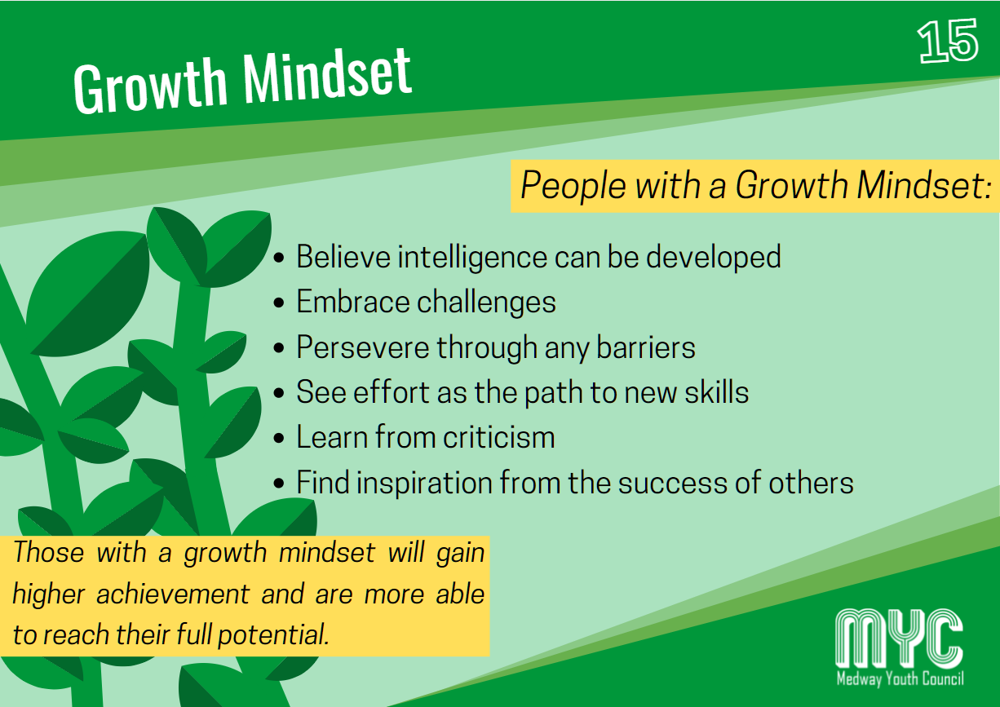 15
Growth Mindset
People with a Growth Mindset:
• Believe intelligence can be developed
• Embrace challenges
• Persevere through any barriers
• See effort as the path to new skills
• Learn from criticism
• Find inspiration from the success of others
Those with a growth mindset will gain
higher achievement and are more able
to reach their full potential.
MYC
Medway Youth Council